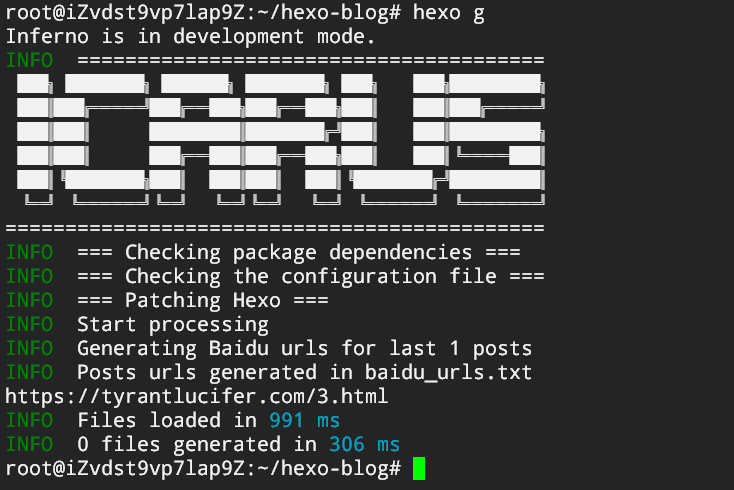 root@iZvdst9vp7lap9Z:~/hexo-blog# hexo g
Inferno is in development mode.
INFO  =======================================
ICARUS
=============================================
INFO  === Checking package dependencies ===
INFO  === Checking the configuration file ===
INFO  === Patching Hexo ===
INFO  Start processing
INFO  Generating Baidu urls for last 1 posts
INFO  Posts urls generated in baidu_urls.txt
https://tyrantlucifer.com/3.html
INFO  Files loaded in 991 ms
INFO  0 files generated in 306 ms
root@iZvdst9vp7lap9Z:~/hexo-blog#